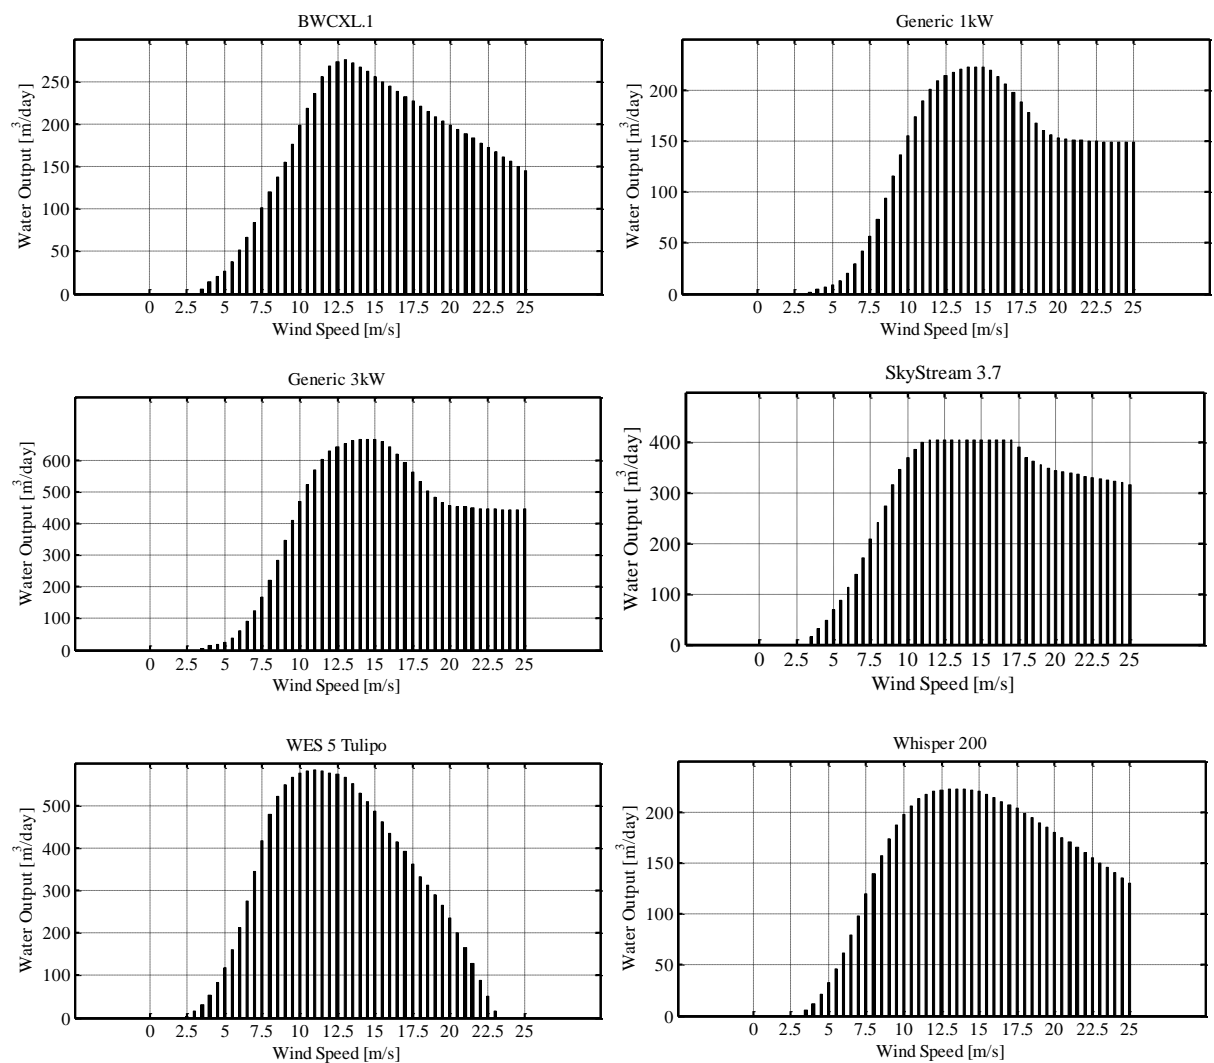 BWCXL.1
Water Output [m³/day]
250
200
150
100
50
0
0 2.5 5 7.5 10 12.5 15 17.5 20 22.5 25
Wind Speed [m/s]
Generic 1kW
Water Output [m³/day]
200
150
100
50
0
0 2.5 5 7.5 10 12.5 15 17.5 20 22.5 25
Wind Speed [m/s]
Generic 3kW
Water Output [m³/day]
600
500
400
300
200
100
0
0 2.5 5 7.5 10 12.5 15 17.5 20 22.5 25
Wind Speed [m/s]
SkyStream 3.7
Water Output [m³/day]
400
300
200
100
0
0 2.5 5 7.5 10 12.5 15 17.5 20 22.5 25
Wind Speed [m/s]
WES 5 Tulipo
Water Output [m³/day]
500
400
300
200
100
0
0 2.5 5 7.5 10 12.5 15 17.5 20 22.5 25
Wind Speed [m/s]
Whisper 200
Water Output [m³/day]
200
150
100
50
0
0 2.5 5 7.5 10 12.5 15 17.5 20 22.5 25
Wind Speed [m/s]